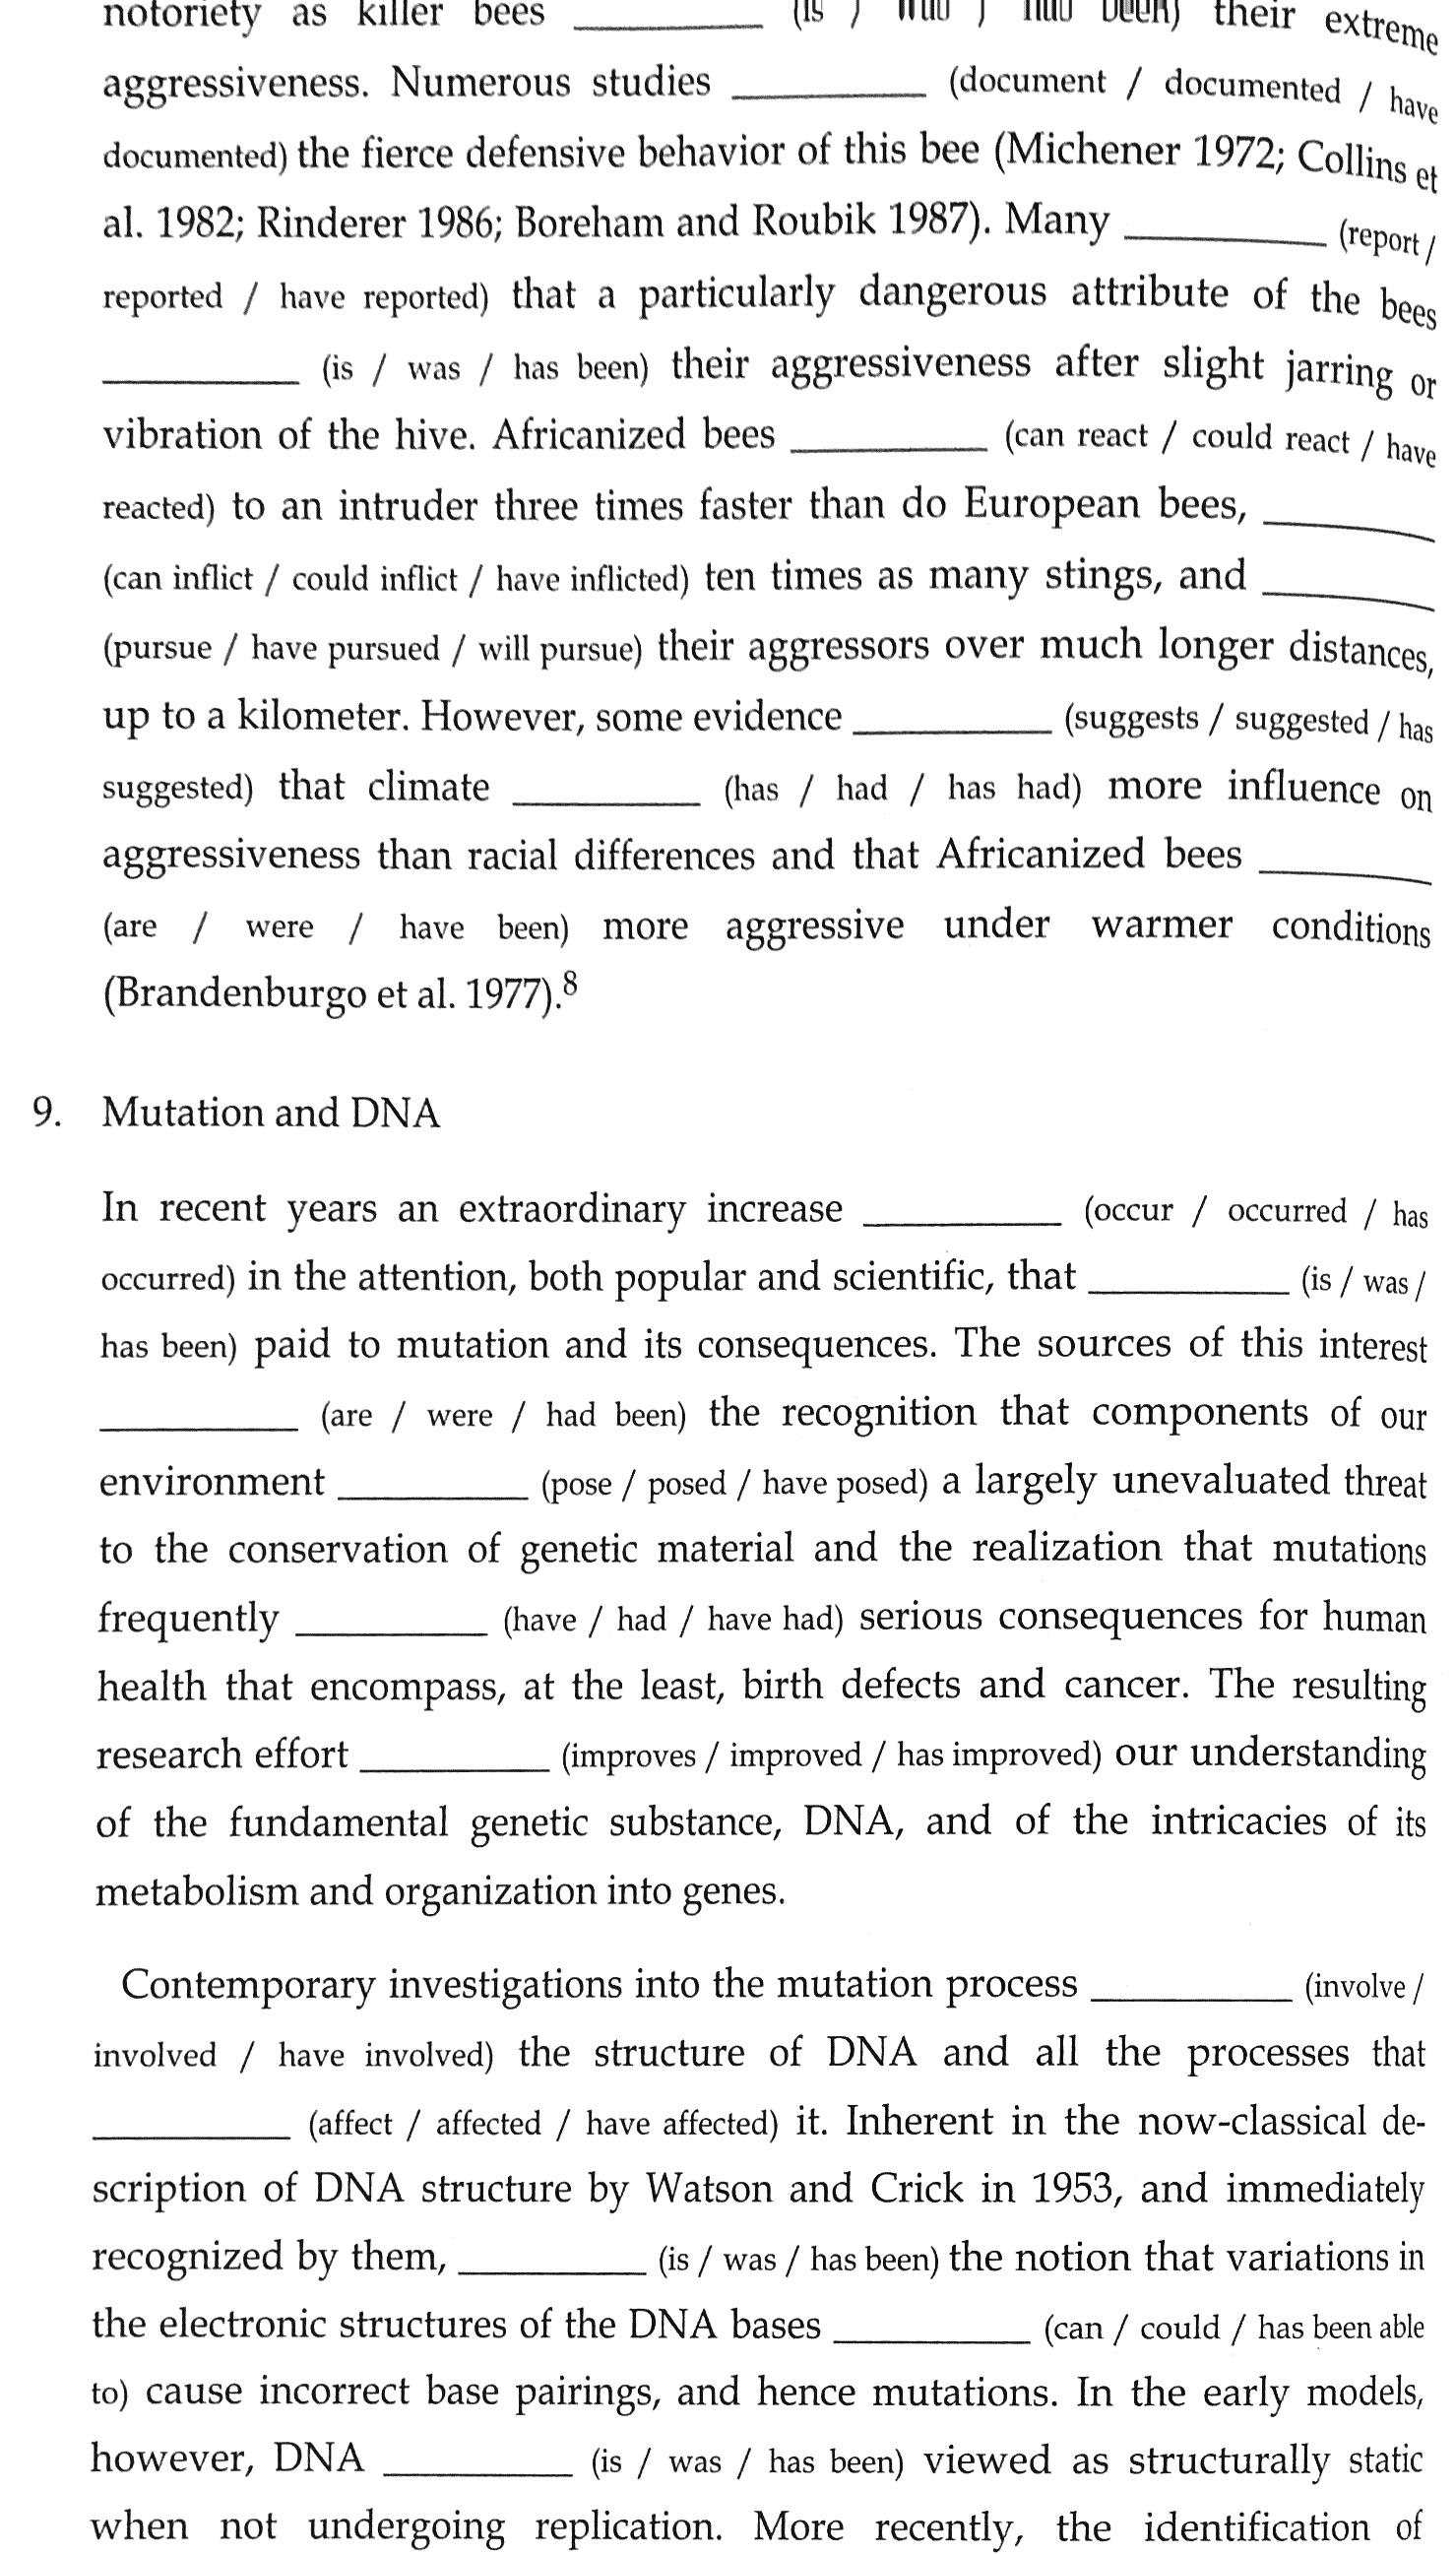 notoriety as killer bees __________ (is / was / has been) their extreme
aggressiveness. Numerous studies __________ (document / documented / have
documented) the fierce defensive behavior of this bee (Michener 1972; Collins et
al. 1982; Rinderer 1986; Boreham and Roubik 1987). Many __________ (report /
reported / have reported) that a particularly dangerous attribute of the bees
__________ (is / was / has been) their aggressiveness after slight jarring or
vibration of the hive. Africanized bees __________ (can react / could react / have
reacted) to an intruder three times faster than do European bees, __________
(can inflict / could inflict / have inflicted) ten times as many stings, and __________
(pursue / have pursued / will pursue) their aggressors over much longer distances,
up to a kilometer. However, some evidence __________ (suggests / suggested / has
suggested) that climate __________ (has / had / has had) more influence on
aggressiveness than racial differences and that Africanized bees __________
(are / were / have been) more aggressive under warmer conditions
(Brandenburgo et al. 1977).8
9. Mutation and DNA
In recent years an extraordinary increase __________ (occur / occurred / has
occurred) in the attention, both popular and scientific, that __________ (is / was /
has been) paid to mutation and its consequences. The sources of this interest
__________ (are / were / had been) the recognition that components of our
environment __________ (pose / posed / have posed) a largely unevaluated threat
to the conservation of genetic material and the realization that mutations
frequently __________ (have / had / have had) serious consequences for human
health that encompass, at the least, birth defects and cancer. The resulting
research effort __________ (improves / improved / has improved) our understanding
of the fundamental genetic substance, DNA, and of the intricacies of its
metabolism and organization into genes.
Contemporary investigations into the mutation process __________ (involve /
involved / have involved) the structure of DNA and all the processes that
__________ (affect / affected / have affected) it. Inherent in the now-classical de-
scription of DNA structure by Watson and Crick in 1953, and immediately
recognized by them, __________ (is / was / has been) the notion that variations in
the electronic structures of the DNA bases __________ (can / could / has been able
to) cause incorrect base pairings, and hence mutations. In the early models,
however, DNA __________ (is / was / has been) viewed as structurally static
when not undergoing replication. More recently, the identification of